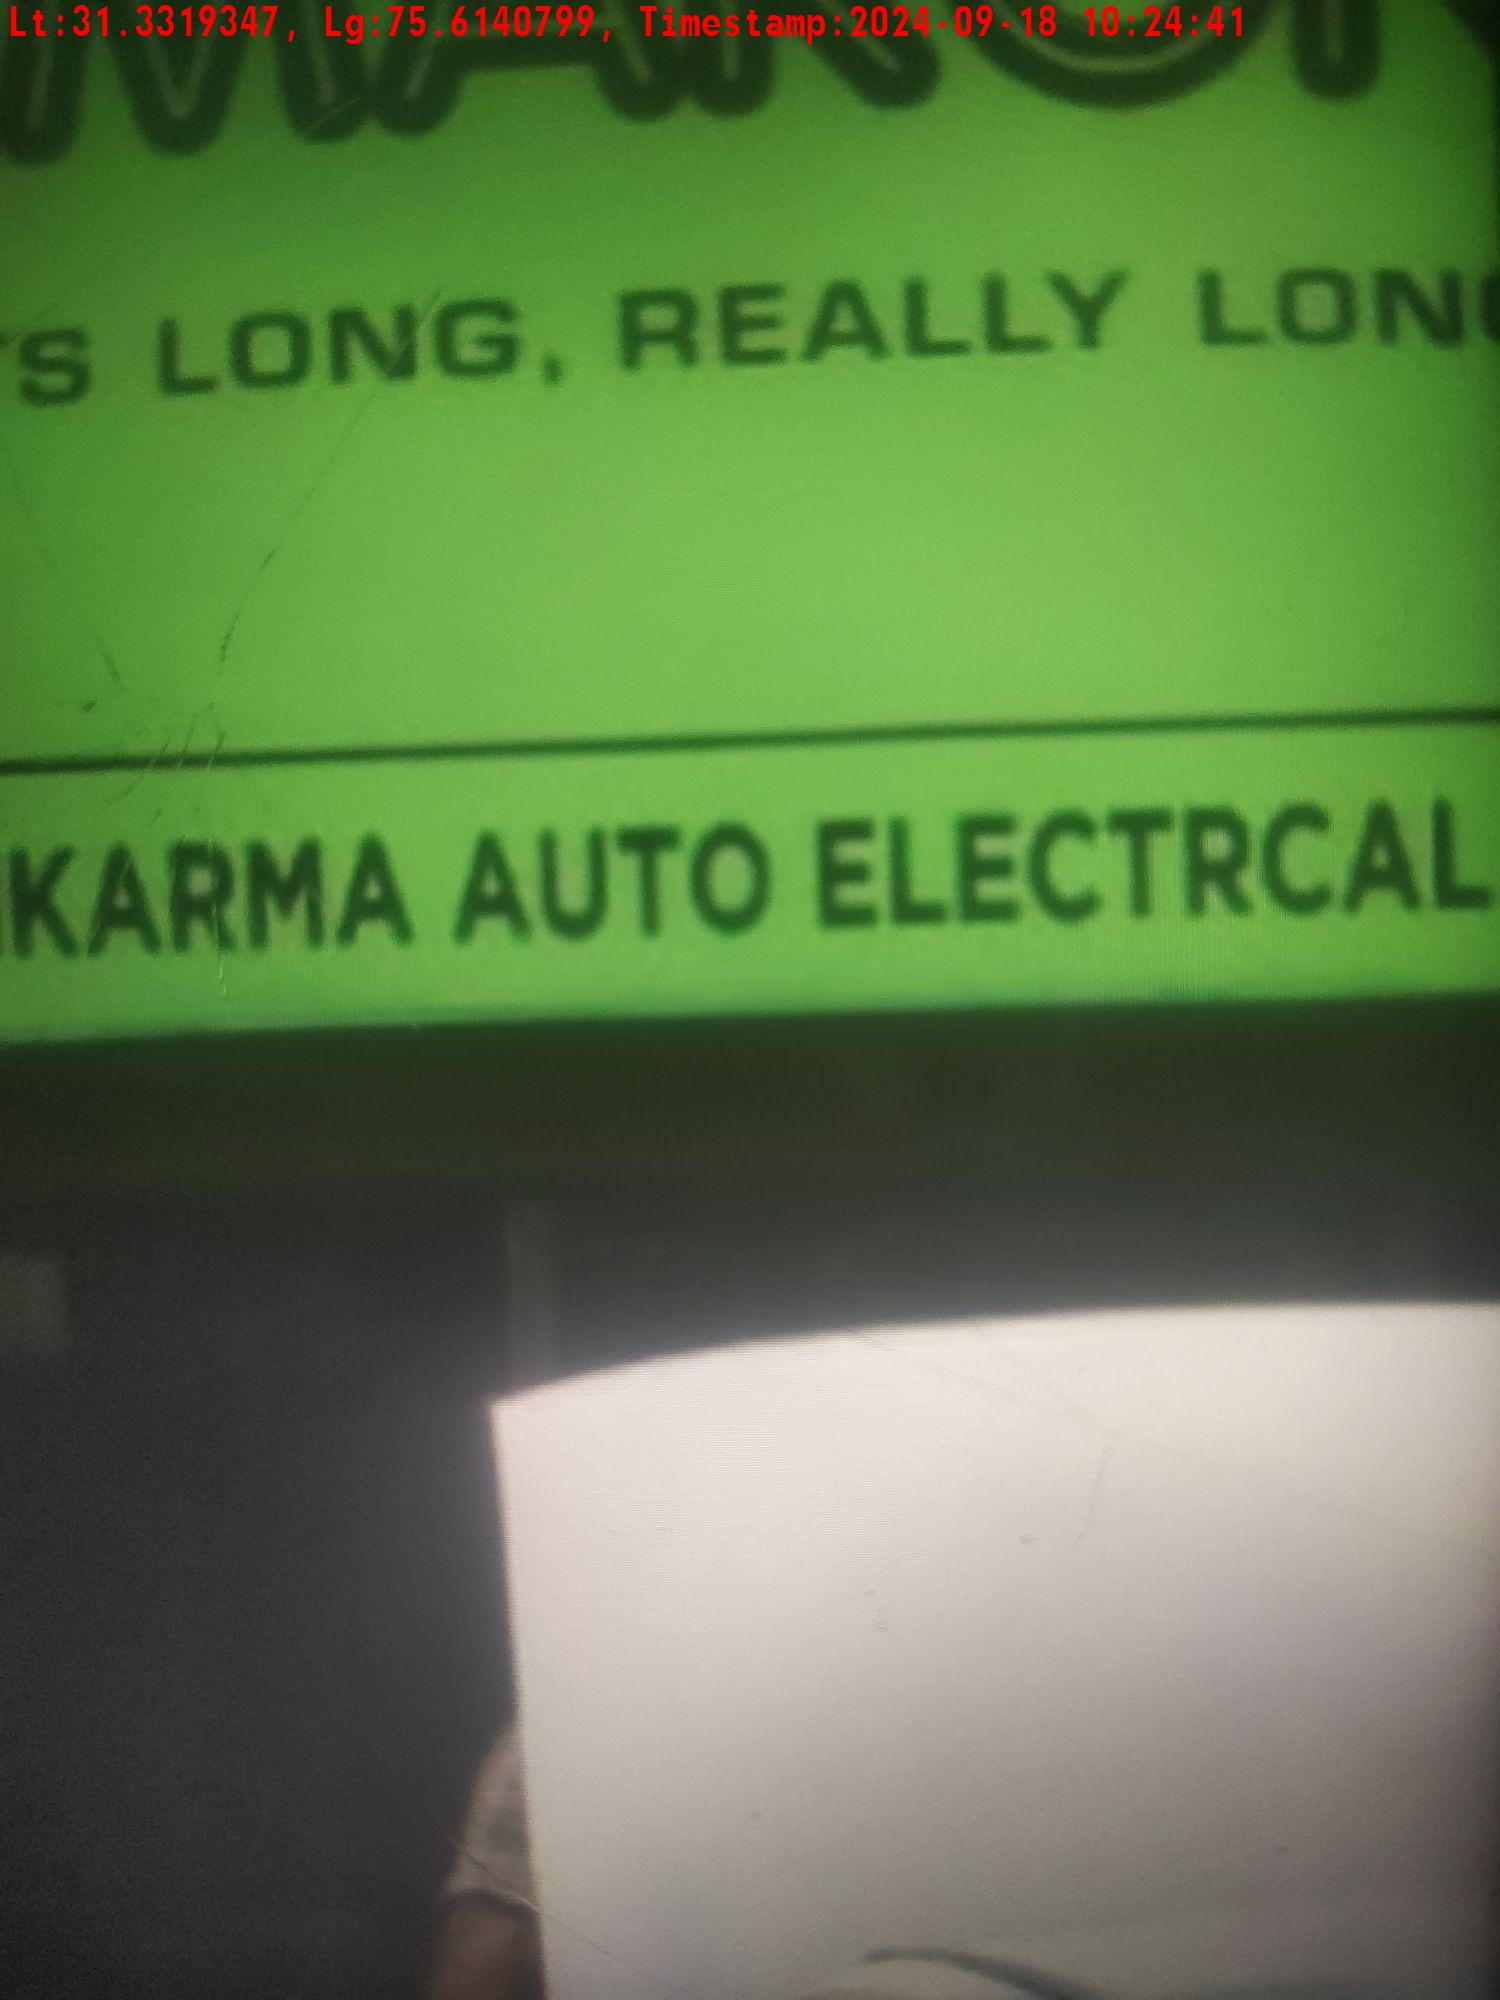 Lt:31.3319347, Lg:75.6140799, Timestamp:2024-09-18 10:24:41
S LONG, REALLY LON
KARMA AUTO ELECTRCAL